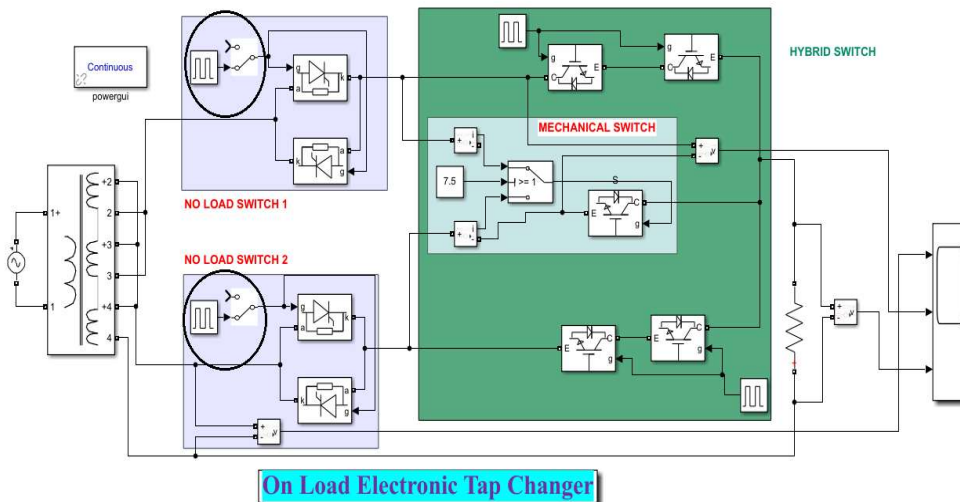 Continuous
powergui
NO LOAD SWITCH 1
g
a
k
k
a
g
HYBRID SWITCH
g
C
E
g
C
E
MECHANICAL SWITCH
+
i
-
7.5
>= 1
S
E
C
g
+
i
-
+
-
v
1+
1
+2
2
+3
3
+4
4
NO LOAD SWITCH 2
g
a
k
k
a
g
+
-
v
E
C
g
E
C
g
+
+
-
v
On Load Electronic Tap Changer